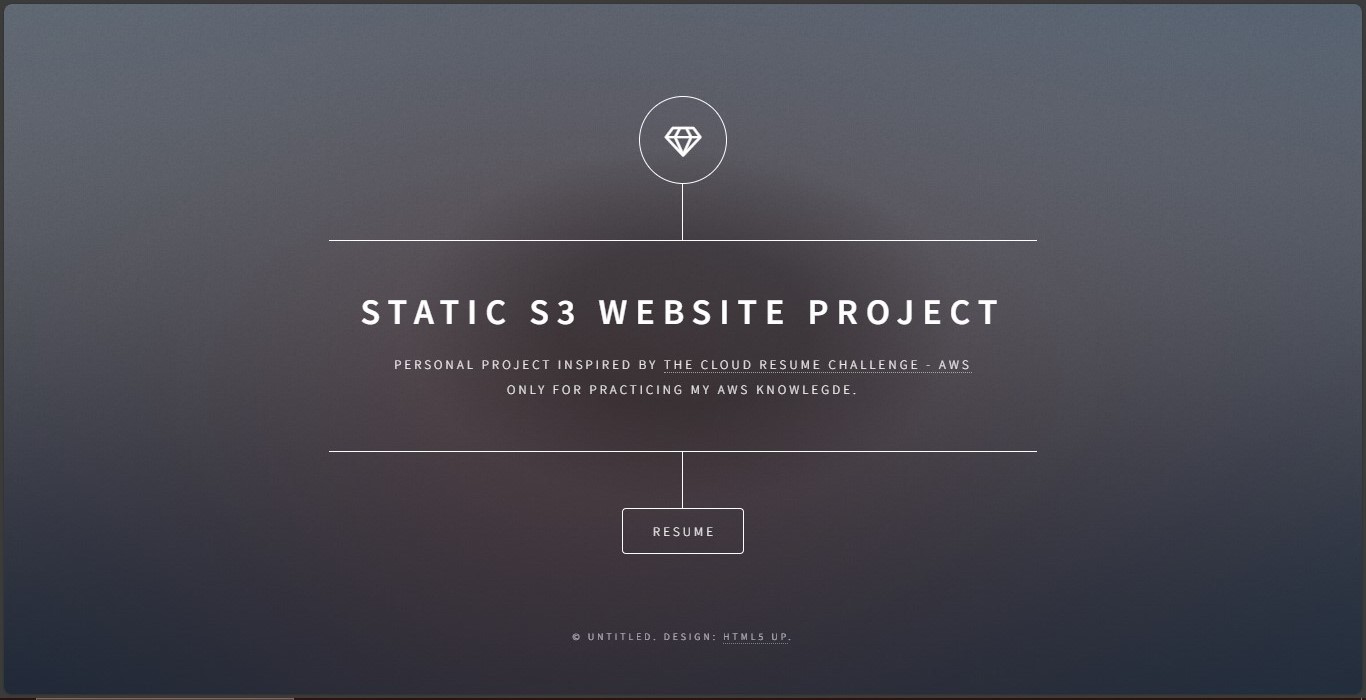 STATIC S3 WEBSITE PROJECT
PERSONAL PROJECT INSPIRED BY THE CLOUD RESUME CHALLENGE - AWS
ONLY FOR PRACTICING MY AWS KNOWLEGDE.
RESUME
© UNTITLED. DESIGN: HTML5 UP.